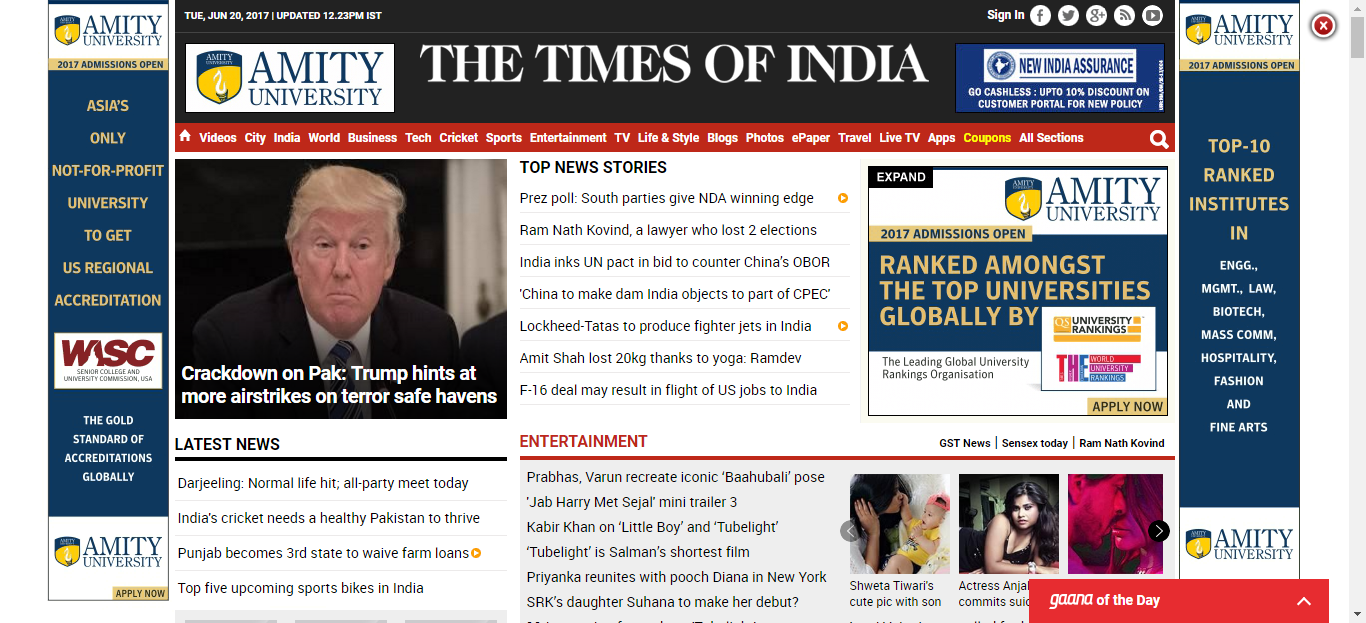 AMITY
UNIVERSITY
2017 ADMISSIONS OPEN
ASIA'S
ONLY
NOT-FOR-PROFIT
UNIVERSITY
TO GET
US REGIONAL
ACCREDITATION
WASC
SENIOR COLLEGE AND
UNIVERSITY COMMISSION, USA
THE GOLD
STANDARD OF
ACCREDITATIONS
GLOBALLY
AMITY
UNIVERSITY
APPLY NOW
TUE, JUN 20, 2017 | UPDATED 12.23PM IST
Sign In
AMITY
UNIVERSITY
THE TIMES OF INDIA
NEW INDIA ASSURANCE
GO CASHLESS : UPTO 10% DISCOUNT ON
CUSTOMER PORTAL FOR NEW POLICY
Videos City India World Business Tech Cricket Sports Entertainment TV Life & Style Blogs Photos ePaper Travel Live TV Apps Coupons All Sections
Crackdown on Pak: Trump hints at
more airstrikes on terror safe havens
TOP NEWS STORIES
Prez poll: South parties give NDA winning edge
Ram Nath Kovind, a lawyer who lost 2 elections
India inks UN pact in bid to counter China's OBOR
'China to make dam India objects to part of CPEC'
Lockheed-Tatas to produce fighter jets in India
Amit Shah lost 20kg thanks to yoga: Ramdev
F-16 deal may result in flight of US jobs to India
EXPAND
AMITY
UNIVERSITY
2017 ADMISSIONS OPEN
RANKED AMONGST
THE TOP UNIVERSITIES
GLOBALLY BY
QS UNIVERSITY
RANKINGS
THE WORLD
UNIVERSITY
RANKINGS
The Leading Global University
Rankings Organisation
APPLY NOW
LATEST NEWS
Darjeeling: Normal life hit; all-party meet today
India's cricket needs a healthy Pakistan to thrive
Punjab becomes 3rd state to waive farm loans
Top five upcoming sports bikes in India
ENTERTAINMENT
GST News | Sensex today | Ram Nath Kovind
Prabhas, Varun recreate iconic ‘Baahubali’ pose
'Jab Harry Met Sejal' mini trailer 3
Kabir Khan on ‘Little Boy’ and ‘Tubelight’
‘Tubelight’ is Salman’s shortest film
Priyanka reunites with pooch Diana in New York
SRK’s daughter Suhana to make her debut?
Shweta Tiwari's
cute pic with son
Actress Anjal
commits suic
gaana of the Day
AMITY
UNIVERSITY
2017 ADMISSIONS OPEN
TOP-10
RANKED
INSTITUTES
IN
ENGG.,
MGMT., LAW,
BIOTECH,
MASS COMM,
HOSPITALITY,
FASHION
AND
FINE ARTS
AMITY
UNIVERSITY